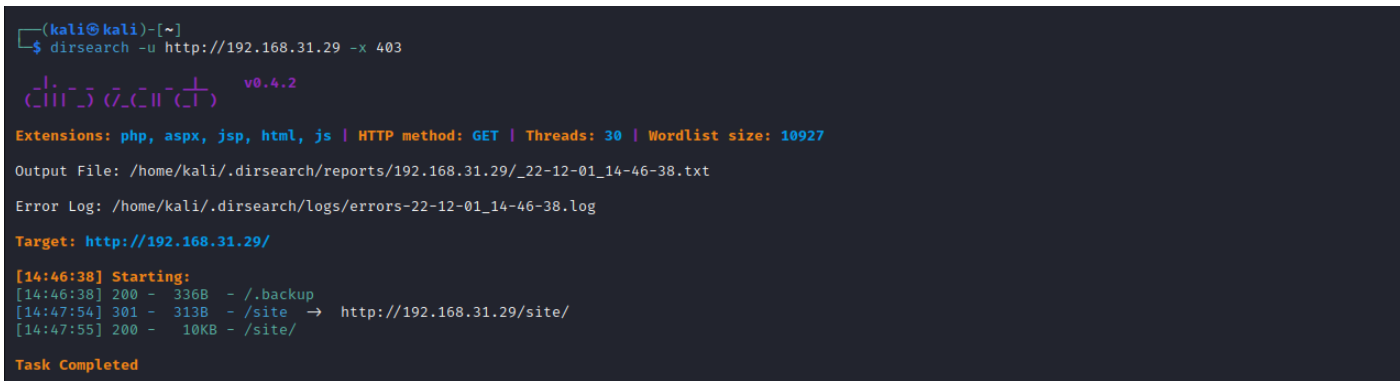 ┌──(kali㉿kali)-[~]
└─$ dirsearch -u http://192.168.31.29 -x 403
v0.4.2
Extensions: php, aspx, jsp, html, js | HTTP method: GET | Threads: 30 | Wordlist size: 10927
Output File: /home/kali/.dirsearch/reports/192.168.31.29/_22-12-01_14-46-38.txt
Error Log: /home/kali/.dirsearch/logs/errors-22-12-01_14-46-38.log
Target: http://192.168.31.29/
[14:46:38] Starting:
[14:46:38] 200 -  336B  - /.backup
[14:47:54] 301 -  313B  - /site  →  http://192.168.31.29/site/
[14:47:55] 200 -   10KB - /site/
Task Completed